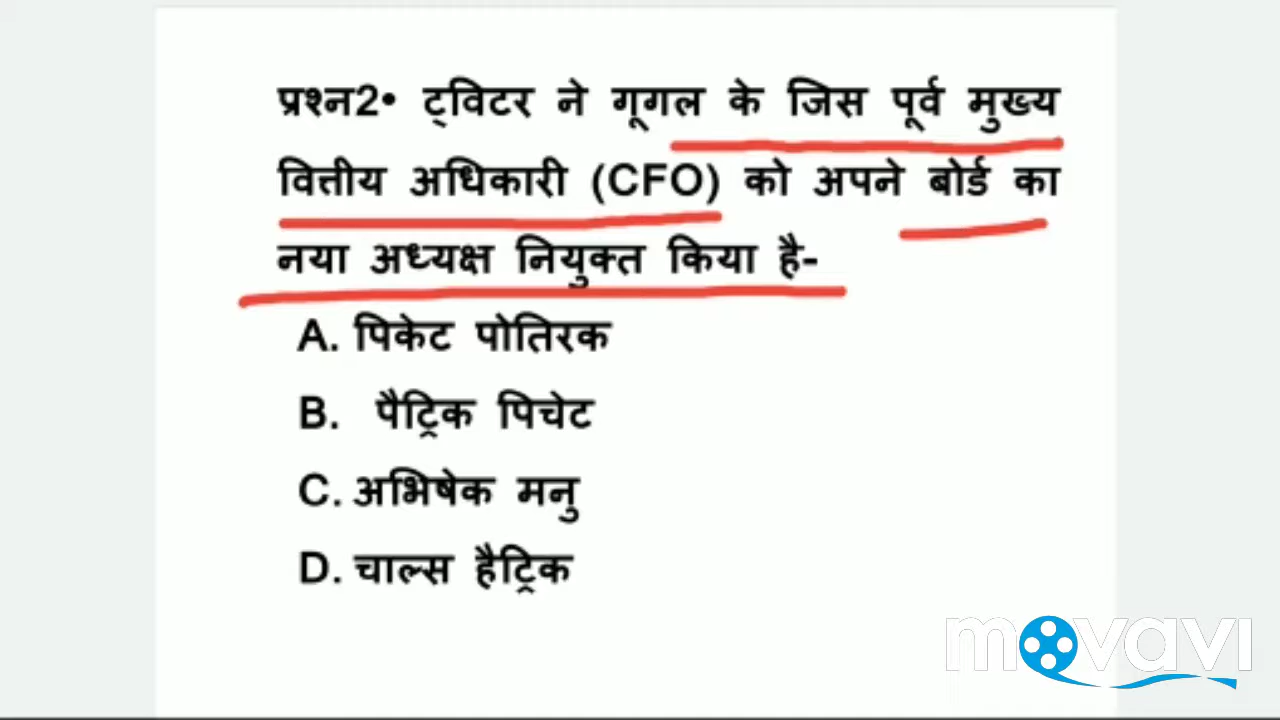 प्रश्न2• ट्विटर ने गूगल के जिस पूर्व मुख्य
वित्तीय अधिकारी (CFO) को अपने बोर्ड का
नया अध्यक्ष नियुक्त किया है-
A. पिकेट पोतिरक
B. पैट्रिक पिचेट
C. अभिषेक मनु
D. चाल्स हैट्रिक
movavi